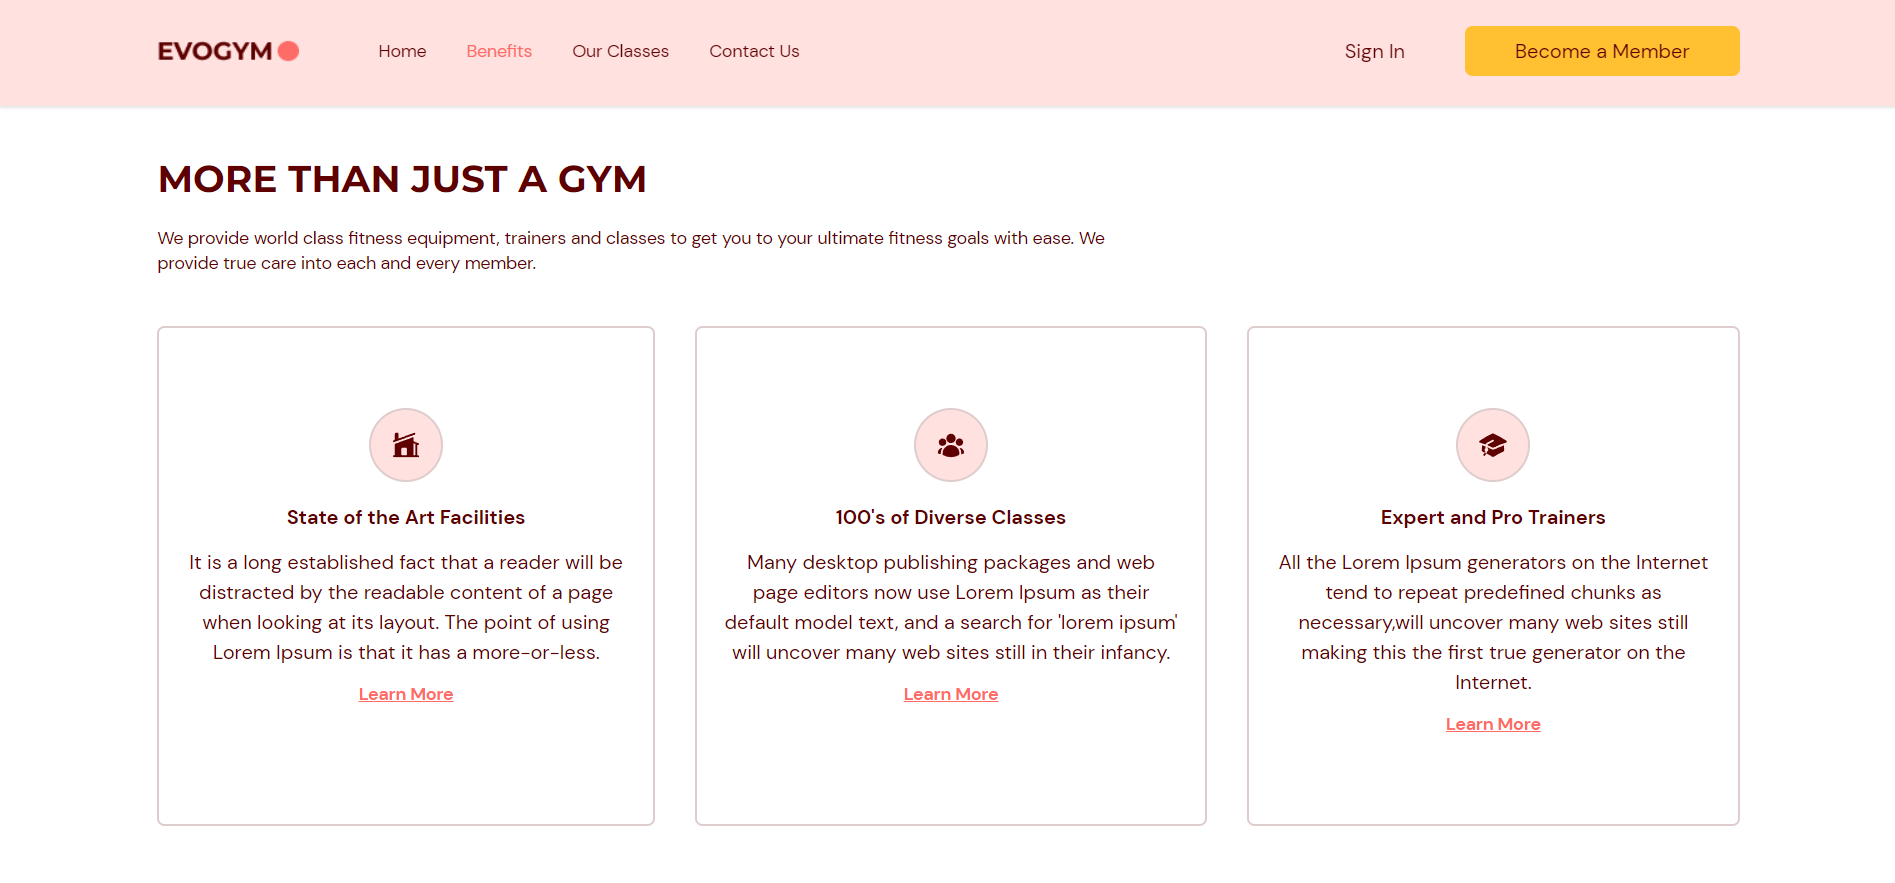 EVOGYM
Home
Benefits
Our Classes
Contact Us
Sign In
Become a Member
MORE THAN JUST A GYM
We provide world class fitness equipment, trainers and classes to get you to your ultimate fitness goals with ease. We
provide true care into each and every member.
State of the Art Facilities
It is a long established fact that a reader will be
distracted by the readable content of a page
when looking at its layout. The point of using
Lorem Ipsum is that it has a more-or-less.
Learn More
100's of Diverse Classes
Many desktop publishing packages and web
page editors now use Lorem Ipsum as their
default model text, and a search for 'lorem ipsum'
will uncover many web sites still in their infancy.
Learn More
Expert and Pro Trainers
All the Lorem Ipsum generators on the Internet
tend to repeat predefined chunks as
necessary,will uncover many web sites still
making this the first true generator on the
Internet.
Learn More